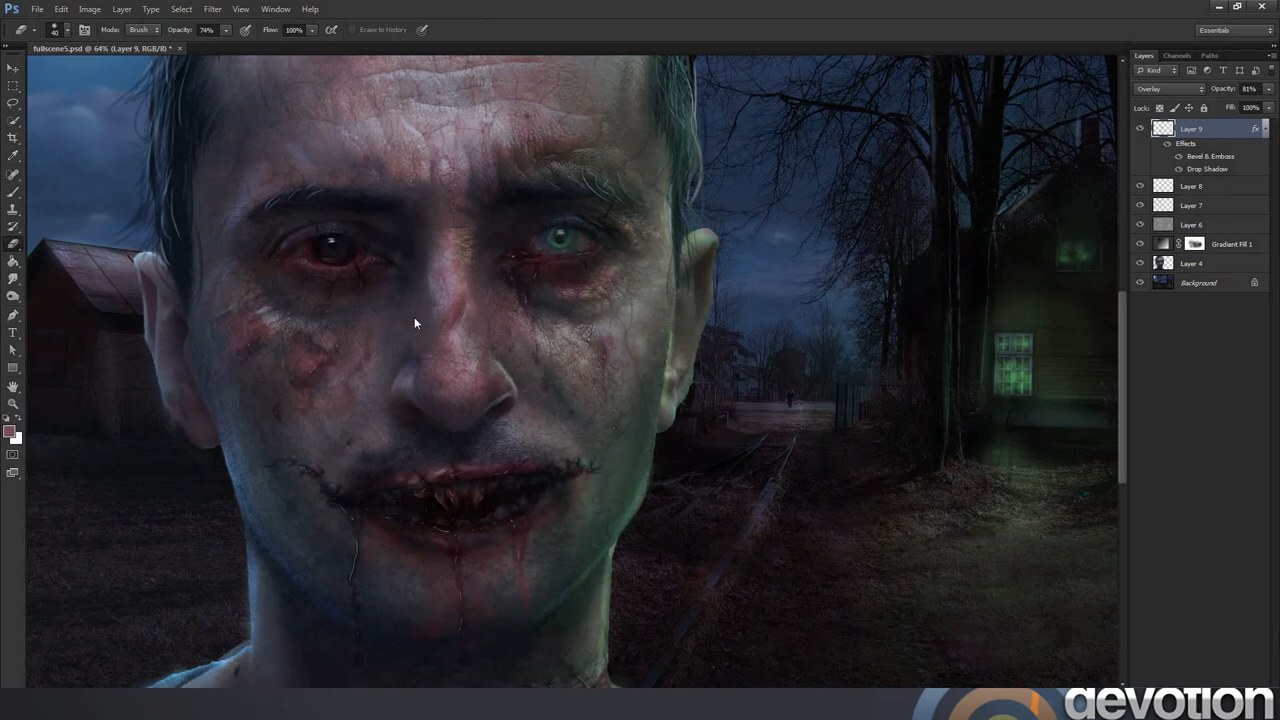 Ps File Edit Image Layer Type Select Filter View Window Help
40 Mode: Brush Opacity: 74% Flow: 100% Erase to History Essentials
fullscene5.psd @ 64% (Layer 9, RGB/8) * ×
Layers Channels Paths
Kind
Overlay Opacity: 81%
Lock: Fill: 100%
Layer 9 fx
Effects
Bevel & Emboss
Drop Shadow
Layer 8
Layer 7
Layer 6
Gradient Fill 1
Layer 4
Background
devotion